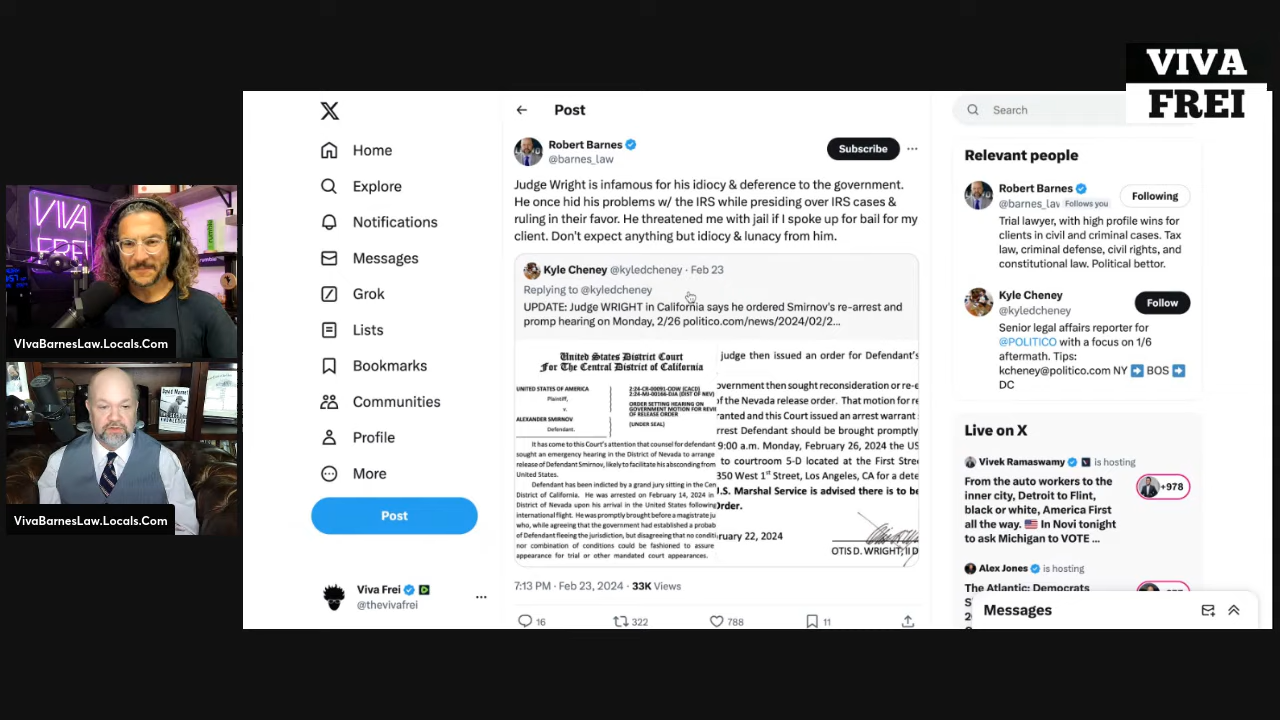 VIVA
FREI
VIVA
FREI
VIvaBarnesLaw.Locals.Com
VivaBarnesLaw.Locals.Com
Home
Explore
Notifications
Messages
Grok
Lists
Bookmarks
Communities
Profile
More
Post
Viva Frei
@thevivafrei
Post
Robert Barnes
@barnes_law
Subscribe
Judge Wright is infamous for his idiocy & deference to the government.
He once hid his problems w/ the IRS while presiding over IRS cases &
ruling in their favor. He threatened me with jail if I spoke up for bail for my
client. Don't expect anything but idiocy & lunacy from him.
Kyle Cheney @kyledcheney · Feb 23
Replying to @kyledcheney
UPDATE: Judge WRIGHT in California says he ordered Smirnov's re-arrest and
promp hearing on Monday, 2/26 politico.com/news/2024/02/2...
United States District Court
For The Central District of California
UNITED STATES OF AMERICA
Plaintiff,
v.
ALEXANDER SMIRNOV
Defendant.
2:24-CR-00091-ODW (CACD)
2:24-MJ-00166-DJA (DIST OF NEV)
ORDER SETTING HEARING ON
GOVERNMENT MOTION FOR REVI
OF RELEASE ORDER
(UNDER SEAL)
It has come to this Court's attention that counsel for defendant
sought an emergency hearing in the District of Nevada to arrange
release of Defendant Smirnov, likely to facilitate his absconding from
United States.
Defendant has been indicted by a grand jury sitting in the Cen
District of California. He was arrested on February 14, 2024 in
District of Nevada upon his arrival in the United States following
international flight. He was promptly brought before a magistrate ju
who, while agreeing that the government had established a probab
of Defendant fleeing the jurisdiction, but disagreeing that no conditi
nor combination of conditions could be fashioned to assure
appearance for trial or other mandated court appearances.
judge then issued an order for Defendant's
overnment then sought reconsideration or re-e
of the Nevada release order. That motion for r
ranted and this Court issued an arrest warrant
rrest Defendant should be brought promptly
9:00 a.m. Monday, February 26, 2024 the US
to courtroom 5-D located at the First Stre
350 West 1st Street, Los Angeles, CA for a dete
U.S. Marshal Service is advised there is to be
Order.
ruary 22, 2024
OTIS D. WRIGHT, II D
7:13 PM · Feb 23, 2024 · 33K Views
16
322
788
11
Search
Relevant people
Robert Barnes
@barnes_law Follows you
Following
Trial lawyer, with high profile wins for
clients in civil and criminal cases. Tax
law, criminal defense, civil rights, and
constitutional law. Political bettor.
Kyle Cheney
@kyledcheney
Follow
Senior legal affairs reporter for
@POLITICO with a focus on 1/6
aftermath. Tips:
kcheney@politico.com NY ➡️ BOS ➡️
DC
Live on X
Vivek Ramaswamy is hosting
From the auto workers to the
inner city, Detroit to Flint,
black or white, America First
all the way. 🇺🇸 In Novi tonight
to ask Michigan to VOTE ...
+978
Alex Jones is hosting
The Atlantic: Democrats
Messages